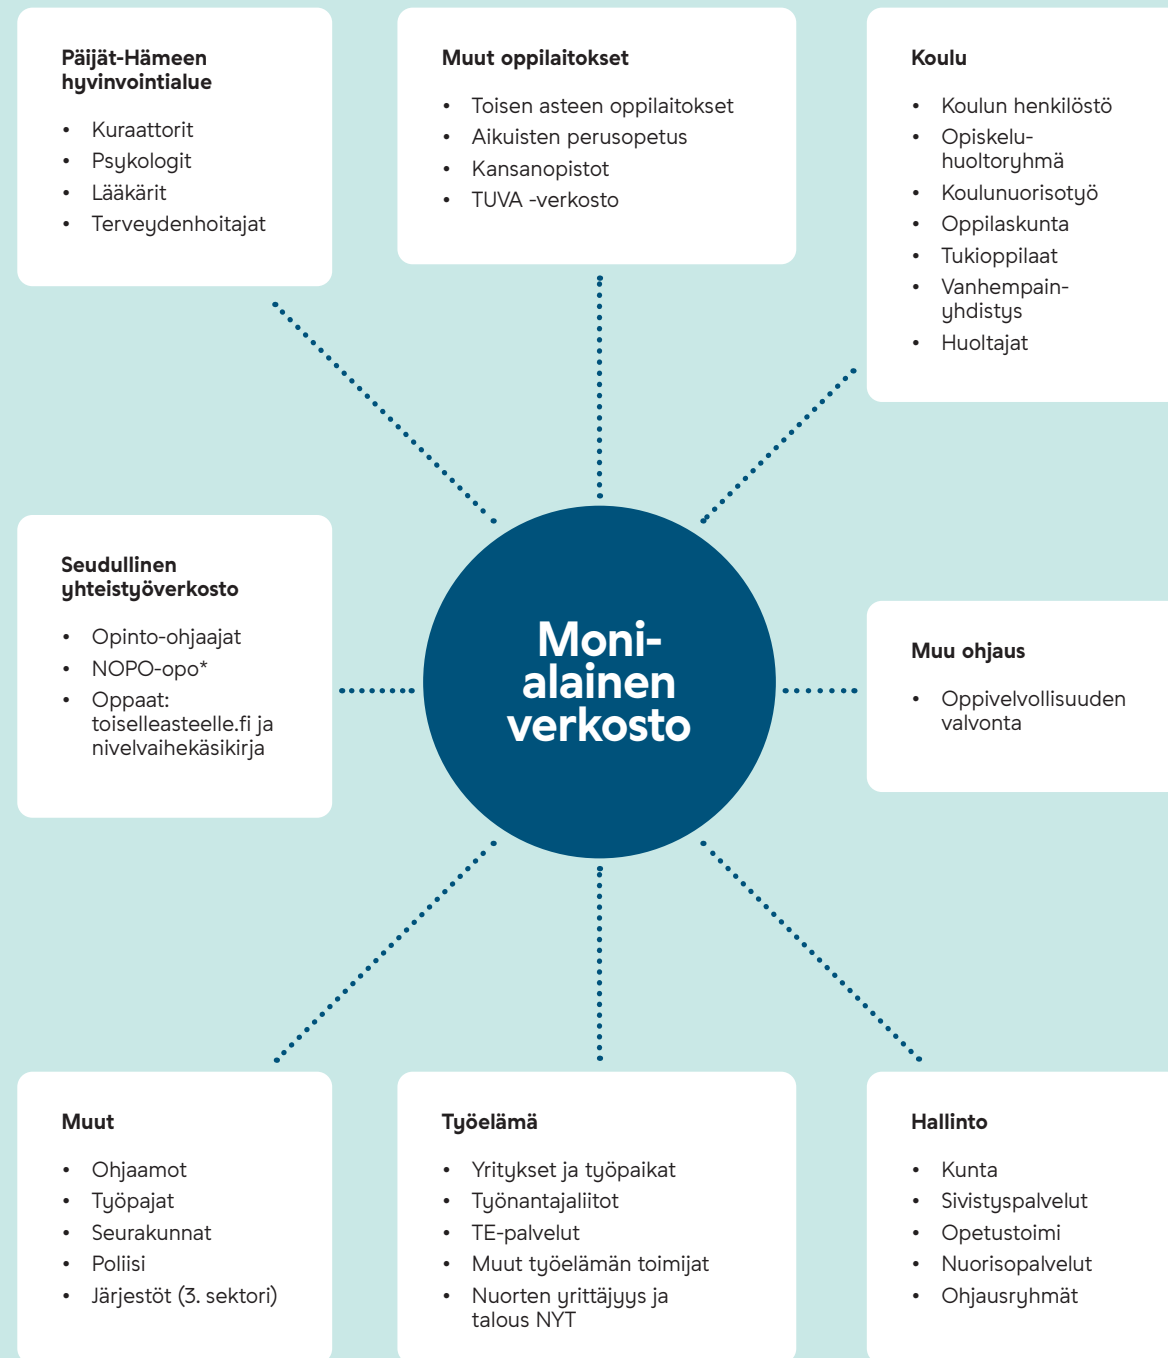 Päijät-Hämeen
hyvinvointialue
• Kuraattorit
• Psykologit
• Lääkärit
• Terveydenhoitajat
Muut oppilaitokset
• Toisen asteen oppilaitokset
• Aikuisten perusopetus
• Kansanopistot
• TUVA -verkosto
Koulu
• Koulun henkilöstö
• Opiskelu-
huoltoryhmä
• Koulunuorisotyö
• Oppilaskunta
• Tukioppilaat
• Vanhempain-
yhdistys
• Huoltajat
Seudullinen
yhteistyöverkosto
• Opinto-ohjaajat
• NOPO-opo*
• Oppaat:
toiselleasteelle.fi ja
nivelvaihekäsikirja
Moni-
alainen
verkosto
Muu ohjaus
• Oppivelvollisuuden
valvonta
Muut
• Ohjaamot
• Työpajat
• Seurakunnat
• Poliisi
• Järjestöt (3. sektori)
Työelämä
• Yritykset ja työpaikat
• Työnantajaliitot
• TE-palvelut
• Muut työelämän toimijat
• Nuorten yrittäjyys ja
talous NYT
Hallinto
• Kunta
• Sivistyspalvelut
• Opetustoimi
• Nuorisopalvelut
• Ohjausryhmät